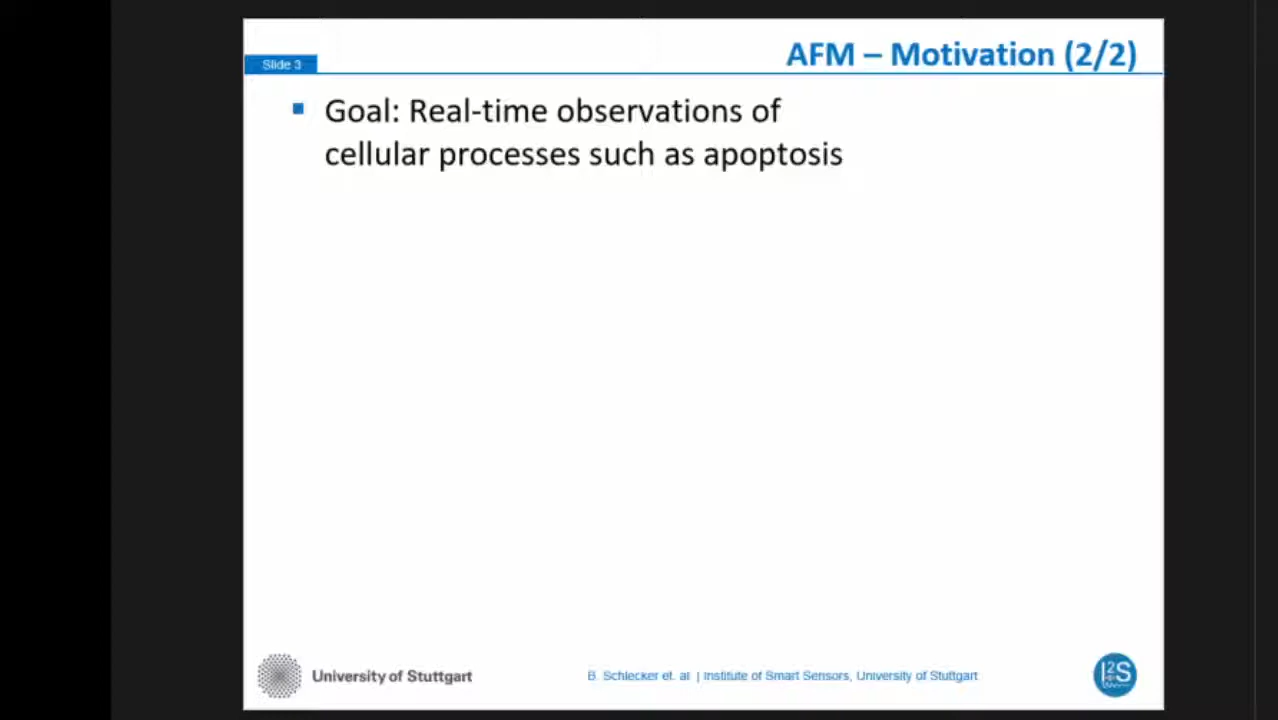 AFM – Motivation (2/2)
Slide 3
Goal: Real-time observations of
cellular processes such as apoptosis
University of Stuttgart
B. Schlecker et. al | Institute of Smart Sensors, University of Stuttgart
I2S